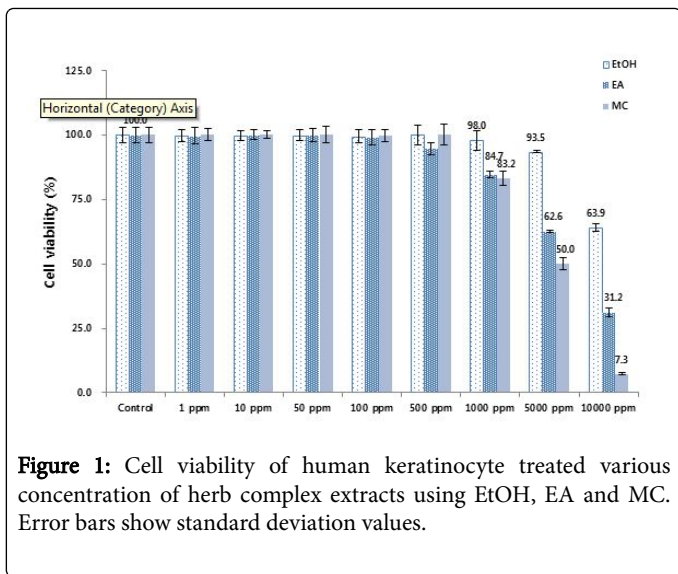 125.0
EtOH
EA
MC
Horizontal (Category) Axis
100.0
100.0
98.0
93.5
84.7
83.2
75.0
62.6
63.9
50.0
50.0
31.2
25.0
7.3
0.0
Cell viability (%)
Control 1 ppm 10 ppm 50 ppm 100 ppm 500 ppm 1000 ppm 5000 ppm 10000 ppm
Figure 1: Cell viability of human keratinocyte treated various
concentration of herb complex extracts using EtOH, EA and MC.
Error bars show standard deviation values.